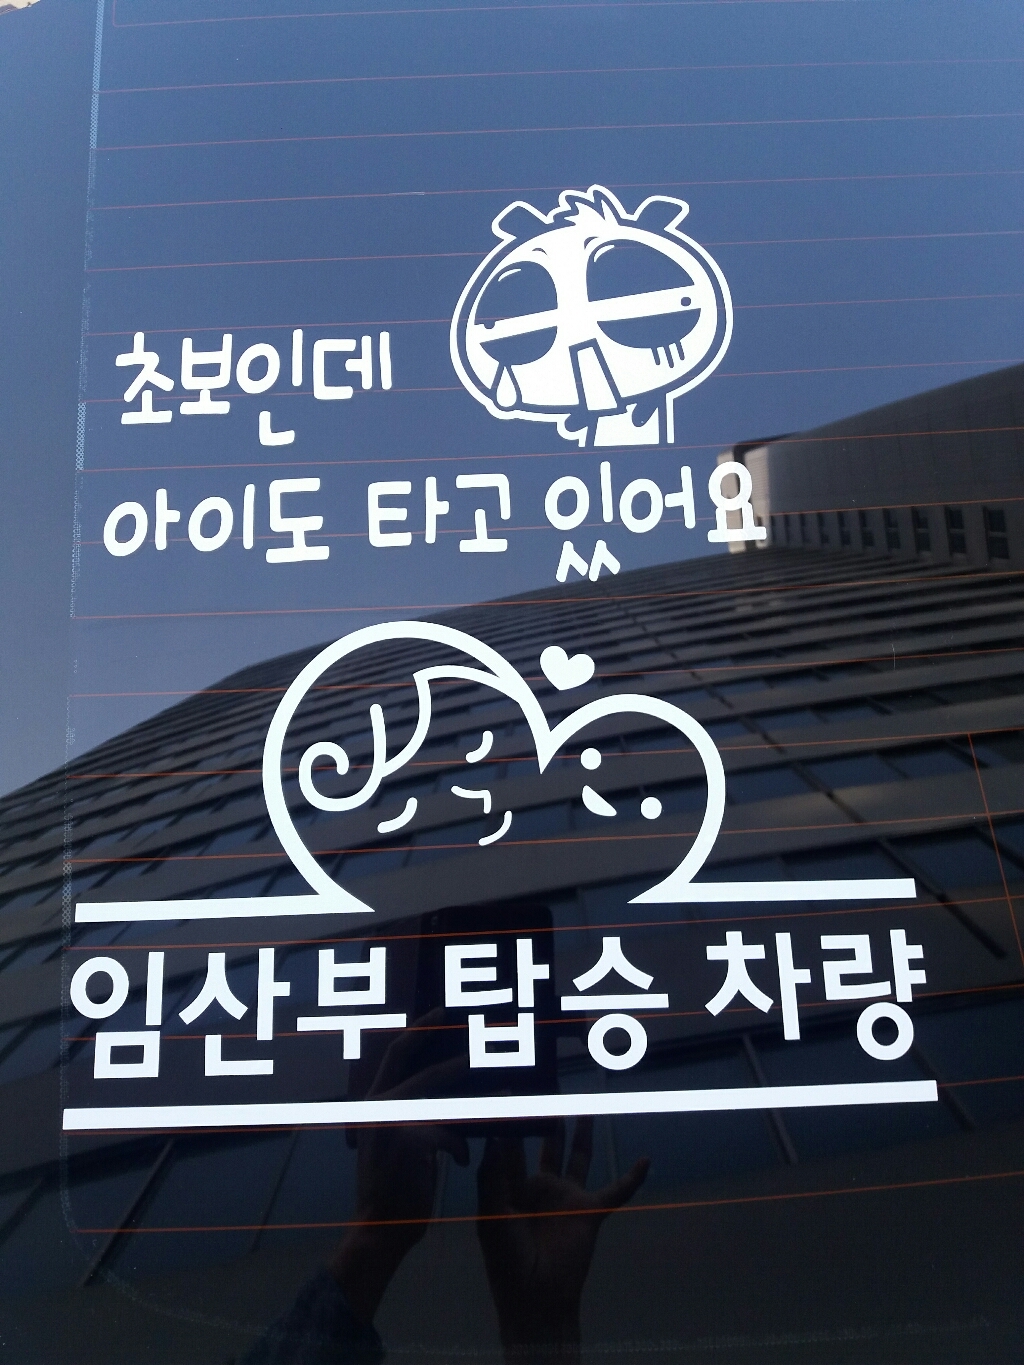 초보인데
아이도 타고 있어요
임산부 탑승 차량